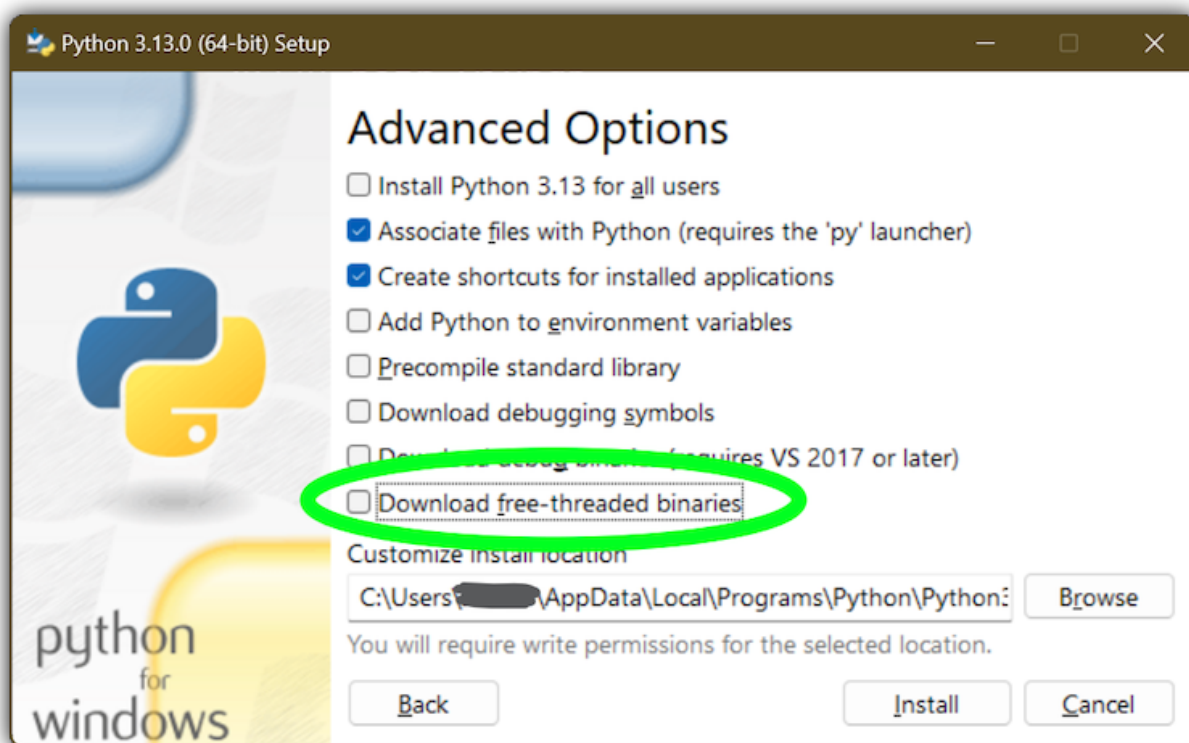 Python 3.13.0 (64-bit) Setup
Advanced Options
Install Python 3.13 for all users
Associate files with Python (requires the 'py' launcher)
Create shortcuts for installed applications
Add Python to environment variables
Precompile standard library
Download debugging symbols
Download debug binaries (requires VS 2017 or later)
Download free-threaded binaries
Customize install location
C:\Users\ \AppData\Local\Programs\Python\Python3
Browse
You will require write permissions for the selected location.
python
for
windows
Back
Install
Cancel